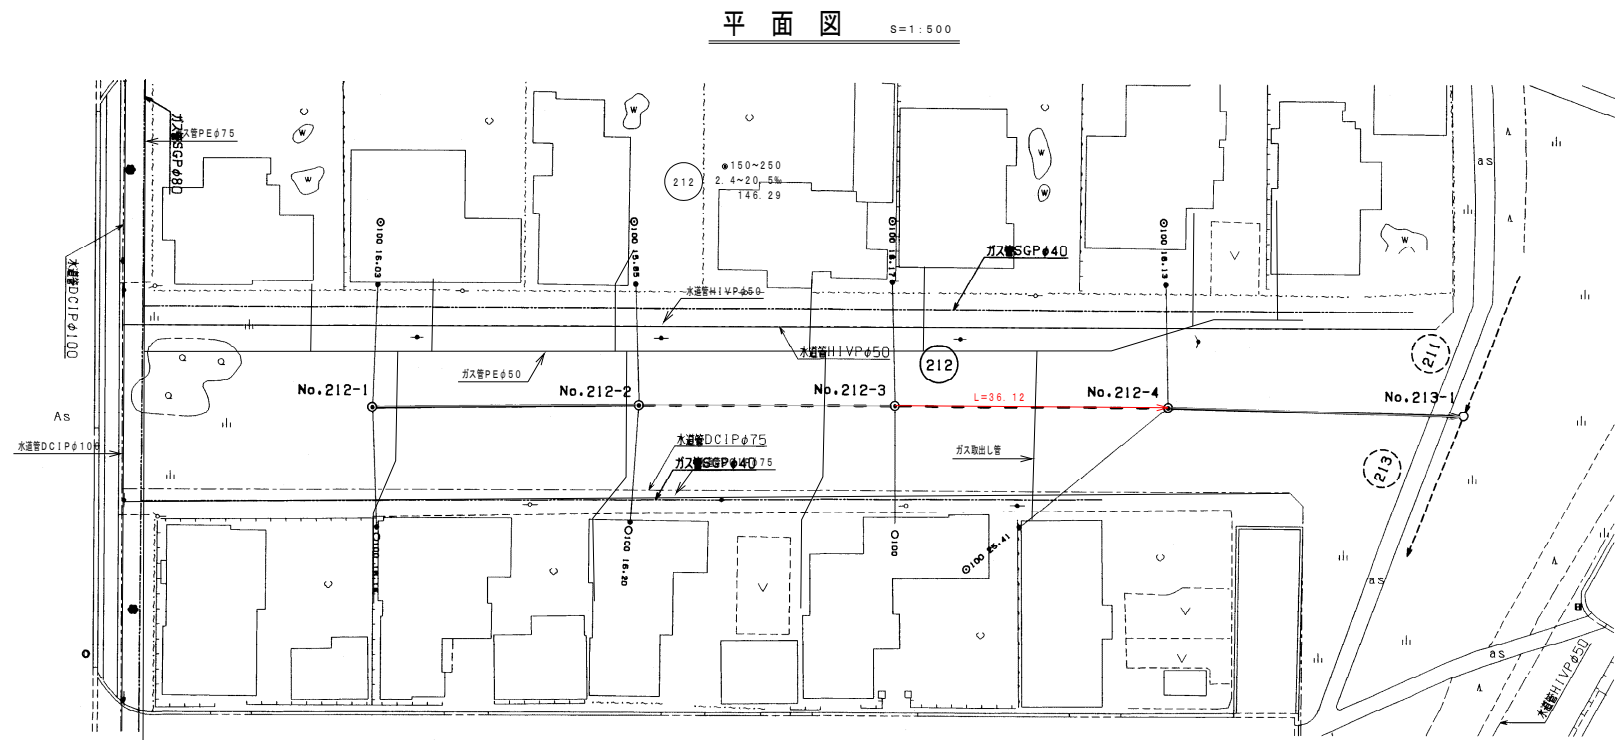 平面図 S=1:500
ガス管SGPφ80
ガス管PEφ75
212
150~250
2.4~20.5‰
146.29
100 16.03
100 15.85
100 16.17
100 16.13
ガス管SGPφ40
水道管DCIPφ100
水道管HIVPφ50
水道管HIVPφ50
212
211
ガス管PEφ50
No.212-1
No.212-2
No.212-3
No.212-4
No.213-1
L=36.12
As
水道管DCIPφ100
水道管DCIPφ75
ガス管SGPφ40
ガス取出し管
213
100
100 16.20
100
100 25.41
as
as
as
水道管HIVPφ50
W
W
W
W
W
W
Q
Q
Q